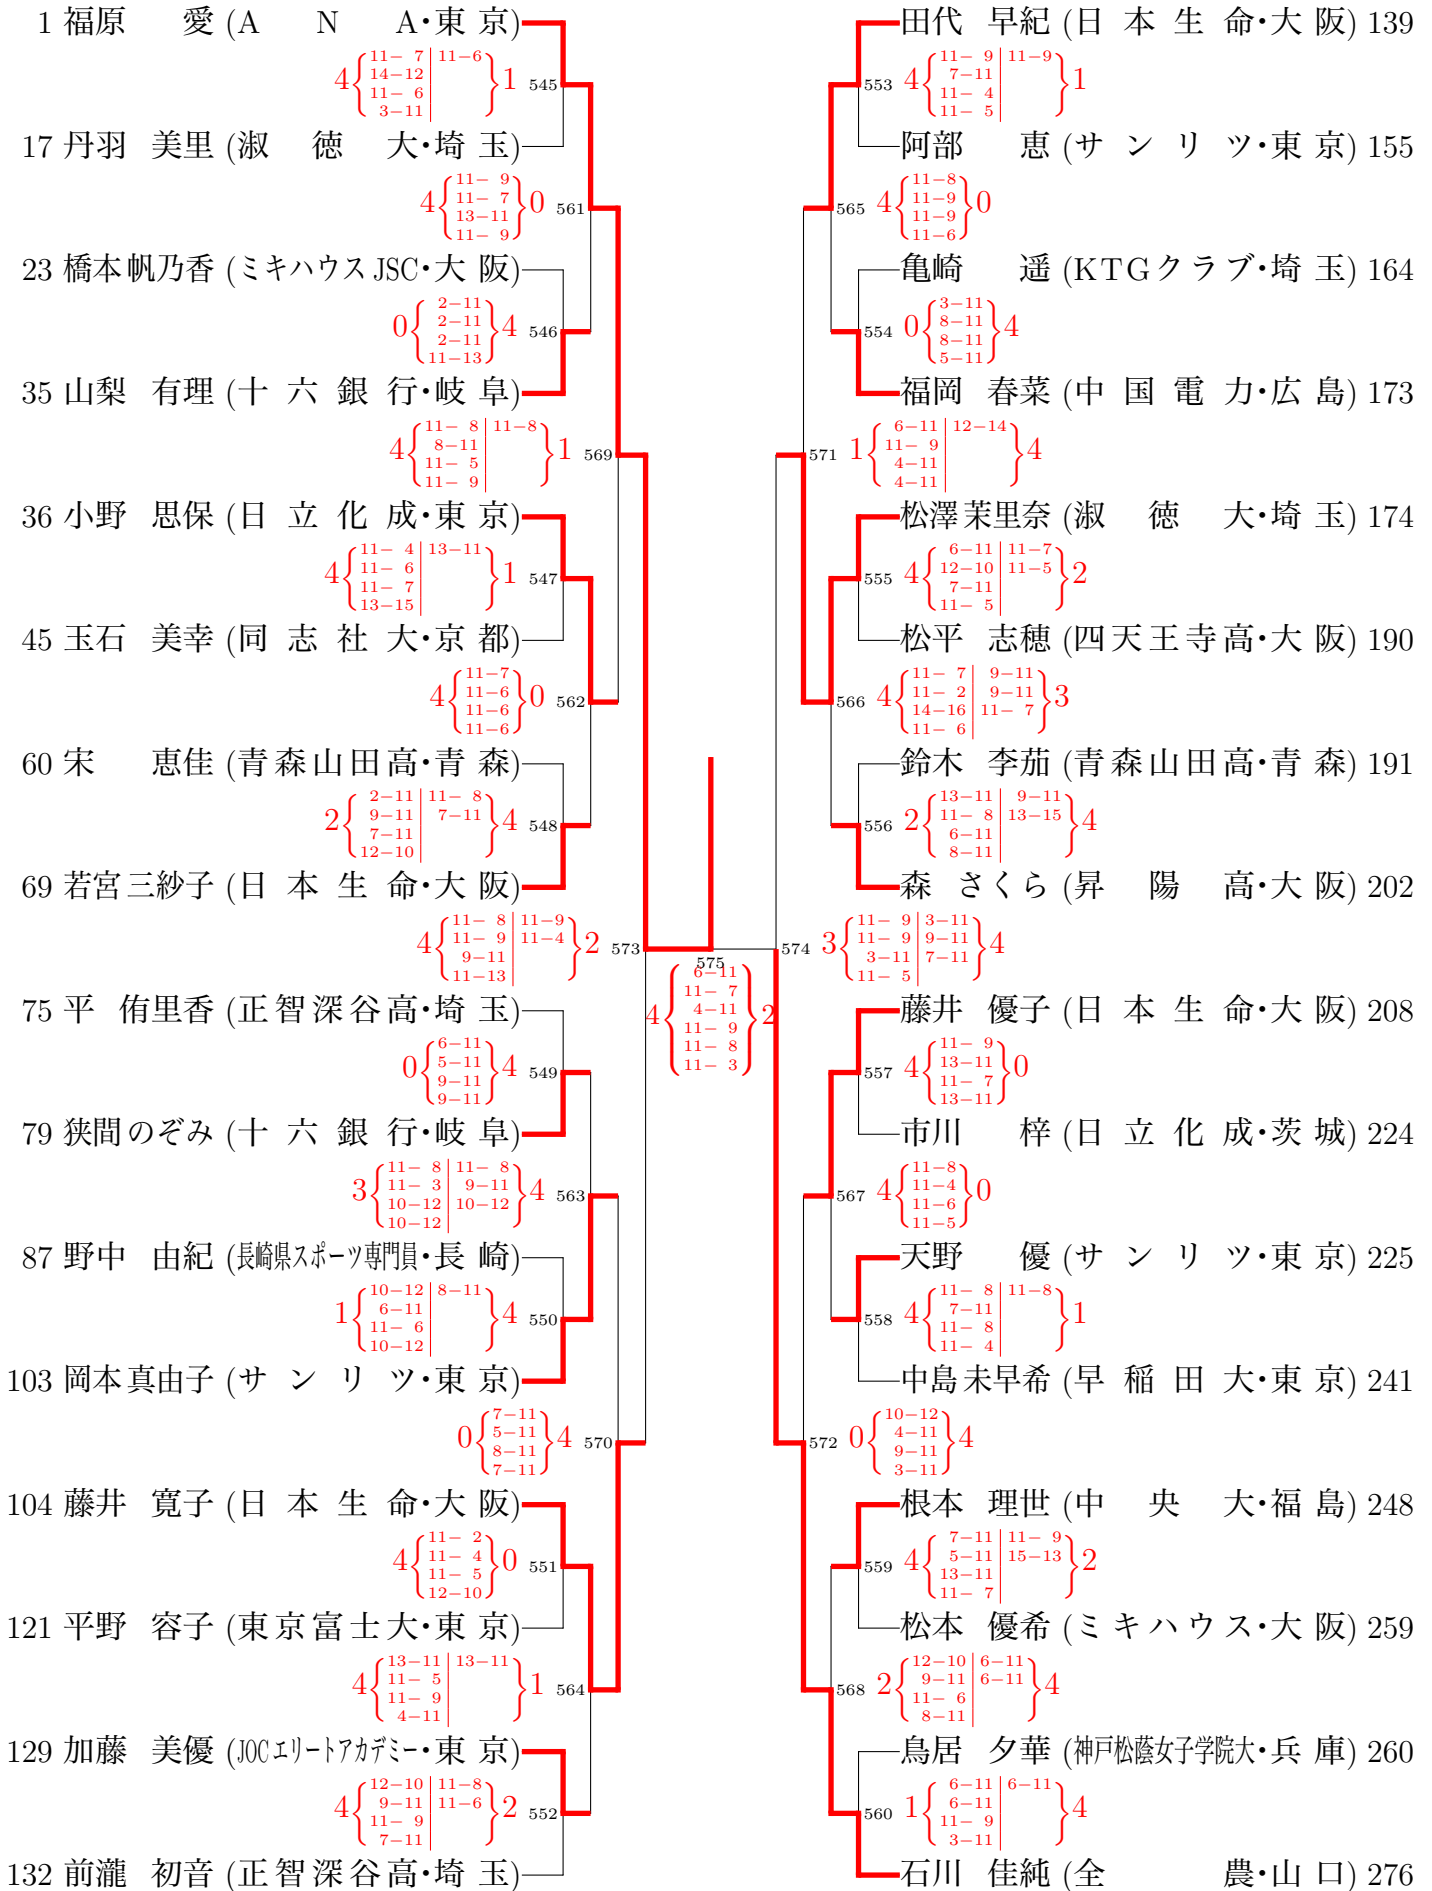 1 福原 愛 (A N A・東 京)
4 { 11- 7 11-6 } 1 545
14-12
11- 6
3-11
17 丹羽 美里 (淑 徳 大・埼 玉)
4 { 11- 9 } 0 561
11- 7
13-11
11- 9
23 橋本帆乃香 (ミキハウスJSC・大 阪)
0 { 2-11 } 4 546
2-11
2-11
11-13
35 山梨 有理 (十 六 銀 行・岐 阜)
4 { 11- 8 11-8 } 1 569
8-11
11- 5
11- 9
36 小野 思保 (日 立 化 成・東 京)
4 { 11- 4 13-11 } 1 547
11- 6
11- 7
13-15
45 玉石 美幸 (同 志 社 大・京 都)
4 { 11-7 } 0 562
11-6
11-6
11-6
60 宋 恵佳 (青森山田高・青 森)
2 { 2-11 11- 8 } 4 548
9-11 7-11
7-11
12-10
69 若宮三紗子 (日 本 生 命・大 阪)
4 { 11- 8 11-9 } 2 573
11- 9 11-4
9-11
11-13
75 平 侑里香 (正智深谷高・埼 玉)
0 { 6-11 } 4 549
5-11
9-11
9-11
79 狭間のぞみ (十 六 銀 行・岐 阜)
3 { 11- 8 11- 8 } 4 563
11- 3 9-11
10-12 10-12
10-12
87 野中 由紀 (長崎県スポーツ専門員・長 崎)
1 { 10-12 8-11 } 4 550
6-11
11- 6
10-12
103 岡本真由子 (サ ン リ ツ・東 京)
0 { 7-11 } 4 570
5-11
8-11
7-11
104 藤井 寛子 (日 本 生 命・大 阪)
4 { 11- 2 } 0 551
11- 4
11- 5
12-10
121 平野 容子 (東京富士大・東 京)
4 { 13-11 13-11 } 1 564
11- 5
11- 9
4-11
129 加藤 美優 (JOCエリートアカデミー・東 京)
4 { 12-10 11-8 } 2 552
9-11 11-6
11- 9
7-11
132 前瀧 初音 (正智深谷高・埼 玉)
575
4 { 6-11 } 2
11- 7
4-11
11- 9
11- 8
11- 3
田代 早紀 (日 本 生 命・大 阪) 139
553 4 { 11- 9 11-9 } 1
7-11
11- 4
11- 5
阿部 恵 (サ ン リ ツ・東 京) 155
565 4 { 11-8 } 0
11-9
11-9
11-6
亀崎 遥 (KTGクラブ・埼 玉) 164
554 0 { 3-11 } 4
8-11
8-11
5-11
福岡 春菜 (中 国 電 力・広 島) 173
571 1 { 6-11 12-14 } 4
11- 9
4-11
4-11
松澤茉里奈 (淑 徳 大・埼 玉) 174
555 4 { 6-11 11-7 } 2
12-10 11-5
7-11
11- 5
松平 志穂 (四天王寺高・大 阪) 190
566 4 { 11- 7 9-11 } 3
11- 2 9-11
14-16 11- 7
11- 6
鈴木 李茄 (青森山田高・青 森) 191
556 2 { 13-11 9-11 } 4
11- 8 13-15
6-11
8-11
森 さくら (昇 陽 高・大 阪) 202
574 3 { 11- 9 3-11 } 4
11- 9 9-11
3-11 7-11
11- 5
藤井 優子 (日 本 生 命・大 阪) 208
557 4 { 11- 9 } 0
13-11
11- 7
13-11
市川 梓 (日 立 化 成・茨 城) 224
567 4 { 11-8 } 0
11-4
11-6
11-5
天野 優 (サ ン リ ツ・東 京) 225
558 4 { 11- 8 11-8 } 1
7-11
11- 8
11- 4
中島未早希 (早 稲 田 大・東 京) 241
572 0 { 10-12 } 4
4-11
9-11
3-11
根本 理世 (中 央 大・福 島) 248
559 4 { 7-11 11- 9 } 2
5-11 15-13
13-11
11- 7
松本 優希 (ミキハウス・大 阪) 259
568 2 { 12-10 6-11 } 4
9-11 6-11
11- 6
8-11
鳥居 夕華 (神戸松蔭女子学院大・兵 庫) 260
560 1 { 6-11 6-11 } 4
6-11
11- 9
3-11
石川 佳純 (全 農・山 口) 276